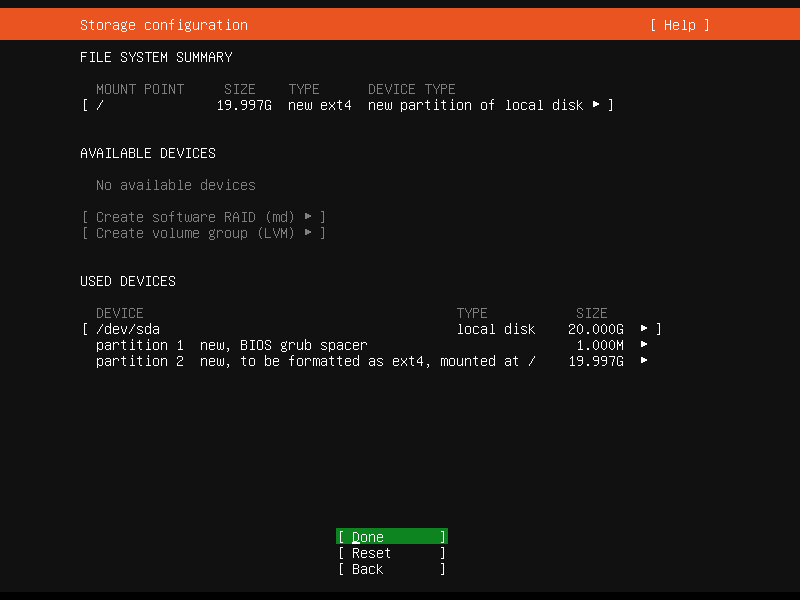 Storage configuration [ Help ]
FILE SYSTEM SUMMARY
MOUNT POINT SIZE TYPE DEVICE TYPE
[ / 19.997G new ext4 new partition of local disk ▸ ]
AVAILABLE DEVICES
No available devices
[ Create software RAID (md) ▸ ]
[ Create volume group (LVM) ▸ ]
USED DEVICES
DEVICE TYPE SIZE
[ /dev/sda local disk 20.000G ▸ ]
partition 1 new, BIOS grub spacer 1.000M ▸
partition 2 new, to be formatted as ext4, mounted at / 19.997G ▸
[ Done ]
[ Reset ]
[ Back ]